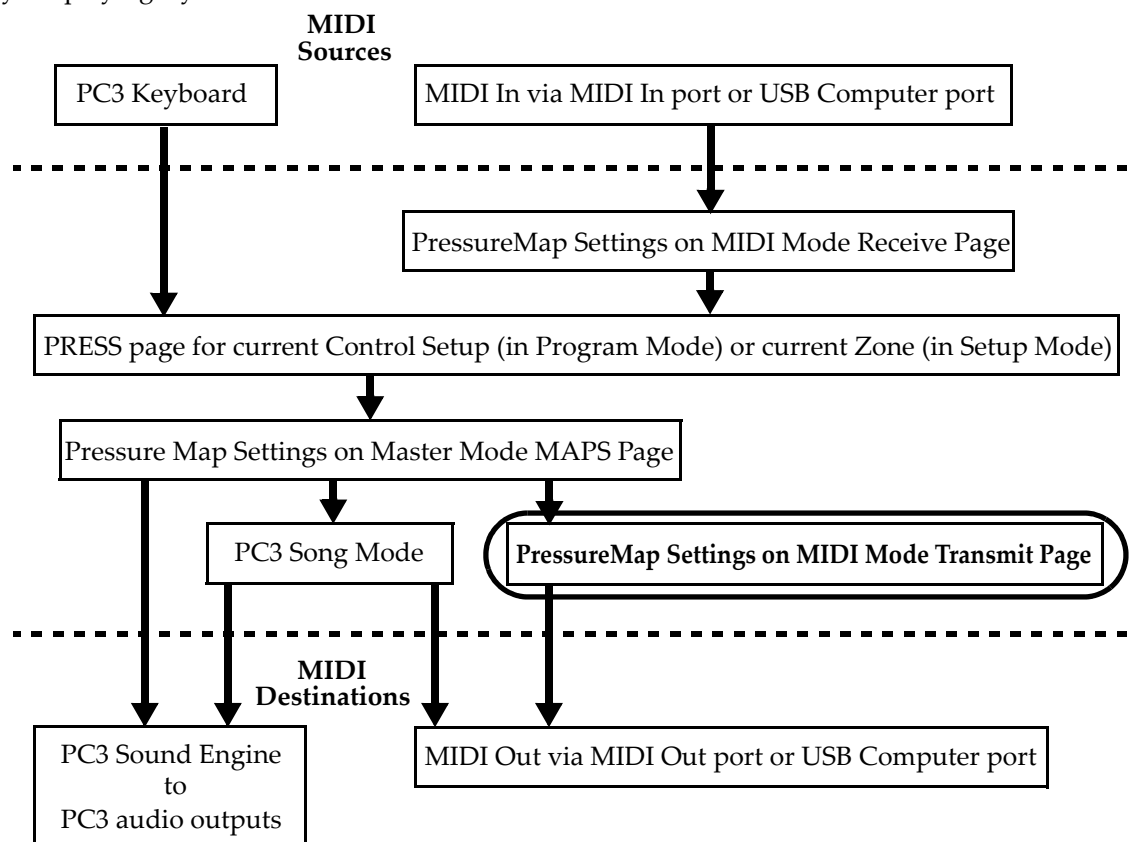 MIDI
Sources
PC3 Keyboard
MIDI In via MIDI In port or USB Computer port
PressureMap Settings on MIDI Mode Receive Page
PRESS page for current Control Setup (in Program Mode) or current Zone (in Setup Mode)
Pressure Map Settings on Master Mode MAPS Page
PC3 Song Mode
PressureMap Settings on MIDI Mode Transmit Page
MIDI
Destinations
PC3 Sound Engine
to
PC3 audio outputs
MIDI Out via MIDI Out port or USB Computer port